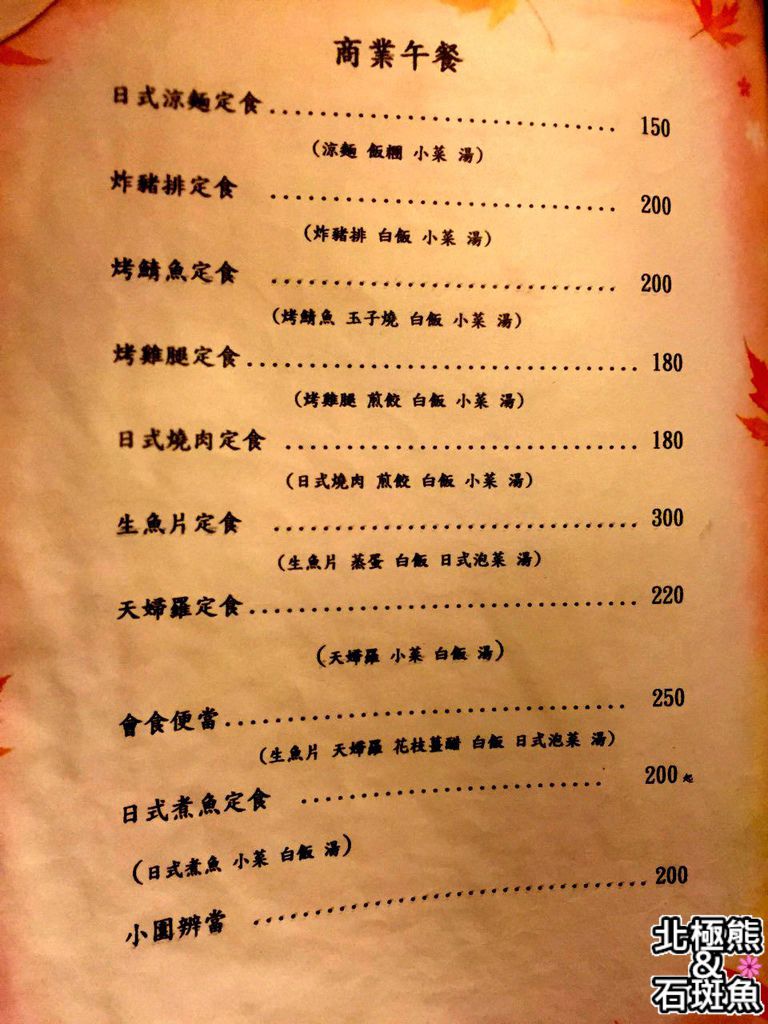 商業午餐
日式涼麵定食.............................. 150
(涼麵 飯糰 小菜 湯)
炸豬排定食 .............................. 200
(炸豬排 白飯 小菜 湯)
烤鯖魚定食 .............................. 200
(烤鯖魚 玉子燒 白飯 小菜 湯)
烤雞腿定食.............................. 180
(烤雞腿 煎餃 白飯 小菜 湯)
日式燒肉定食 .............................. 180
(日式燒肉 煎餃 白飯 小菜 湯)
生魚片定食 .............................. 300
(生魚片 蒸蛋 白飯 日式泡菜 湯)
天婦羅定食.............................. 220
(天婦羅 小菜 白飯 湯)
會食便當.............................. 250
(生魚片 天婦羅 花枝薑醋 白飯 日式泡菜 湯)
日式煮魚定食 ........................ 200起
(日式煮魚 小菜 白飯 湯)
小園辨當 .............................. 200
北極熊
&
石斑魚